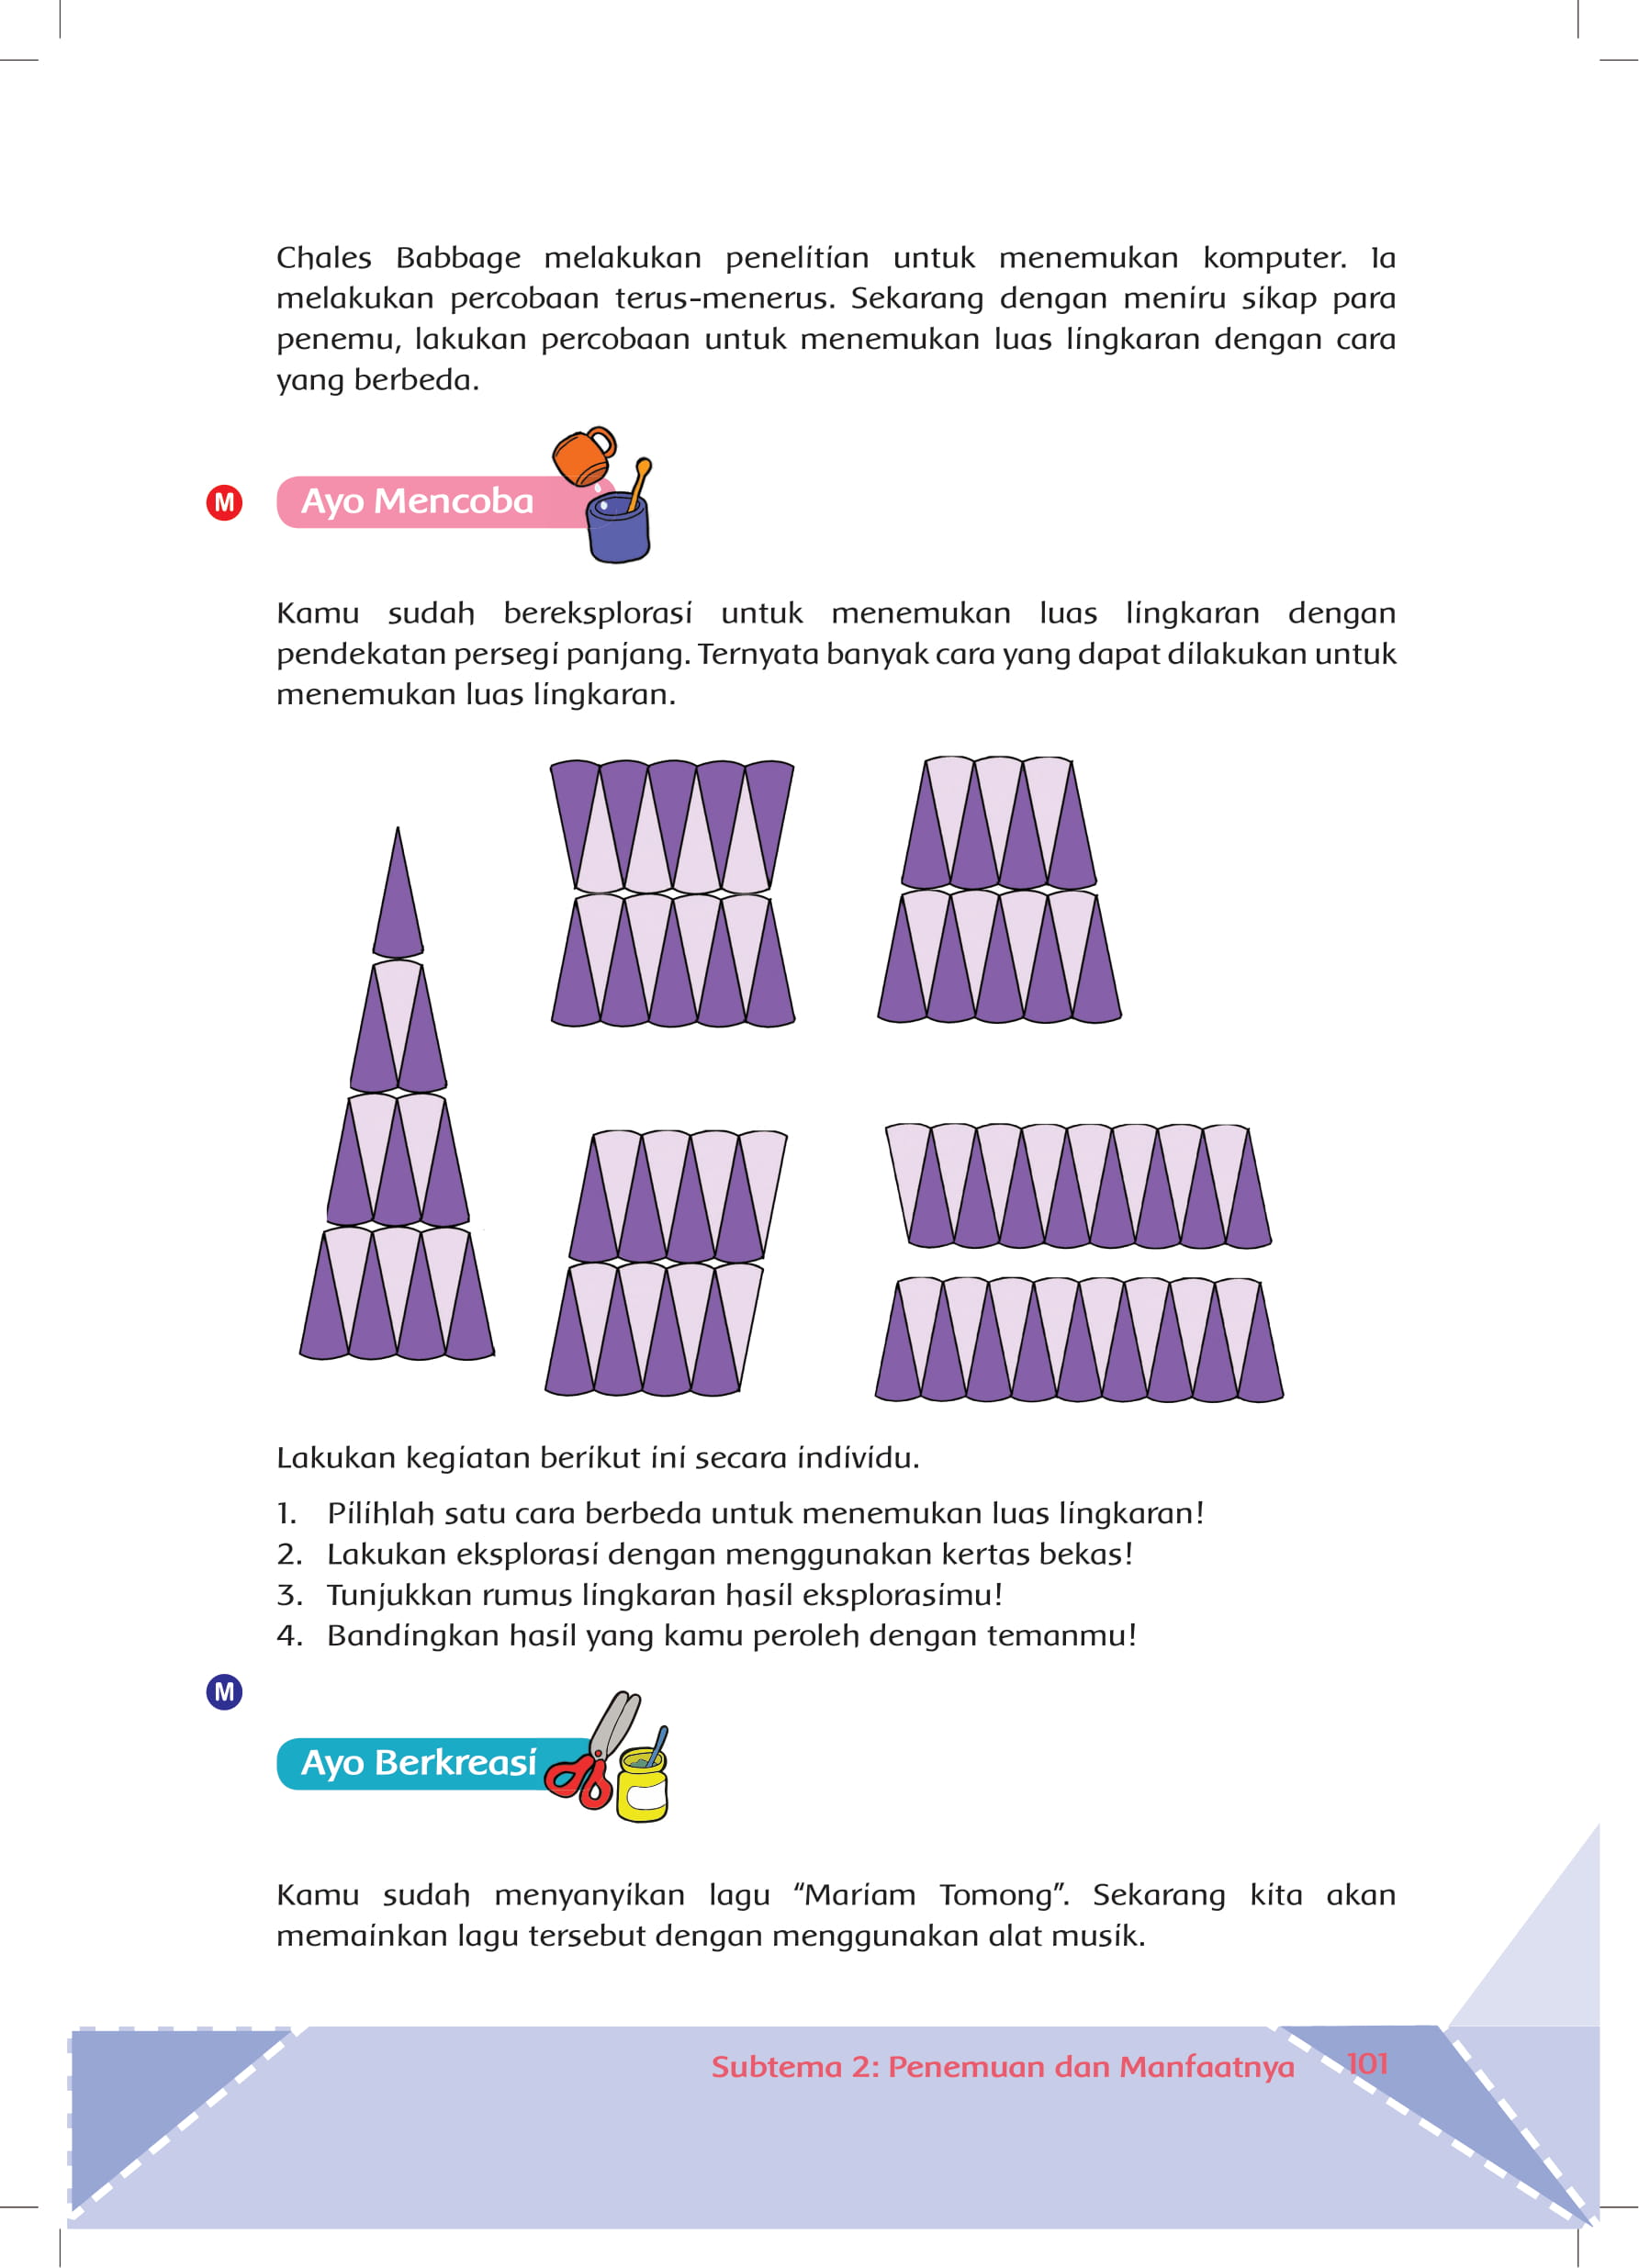 Chales Babbage melakukan penelitian untuk menemukan komputer. Ia
melakukan percobaan terus-menerus. Sekarang dengan meniru sikap para
penemu, lakukan percobaan untuk menemukan luas lingkaran dengan cara
yang berbeda.
M
Ayo Mencoba
Kamu sudah bereksplorasi untuk menemukan luas lingkaran dengan
pendekatan persegi panjang. Ternyata banyak cara yang dapat dilakukan untuk
menemukan luas lingkaran.
Lakukan kegiatan berikut ini secara individu.
1. Pilihlah satu cara berbeda untuk menemukan luas lingkaran!
2. Lakukan eksplorasi dengan menggunakan kertas bekas!
3. Tunjukkan rumus lingkaran hasil eksplorasimu!
4. Bandingkan hasil yang kamu peroleh dengan temanmu!
M
Ayo Berkreasi
Kamu sudah menyanyikan lagu “Mariam Tomong”. Sekarang kita akan
memainkan lagu tersebut dengan menggunakan alat musik.
Subtema 2: Penemuan dan Manfaatnya 101